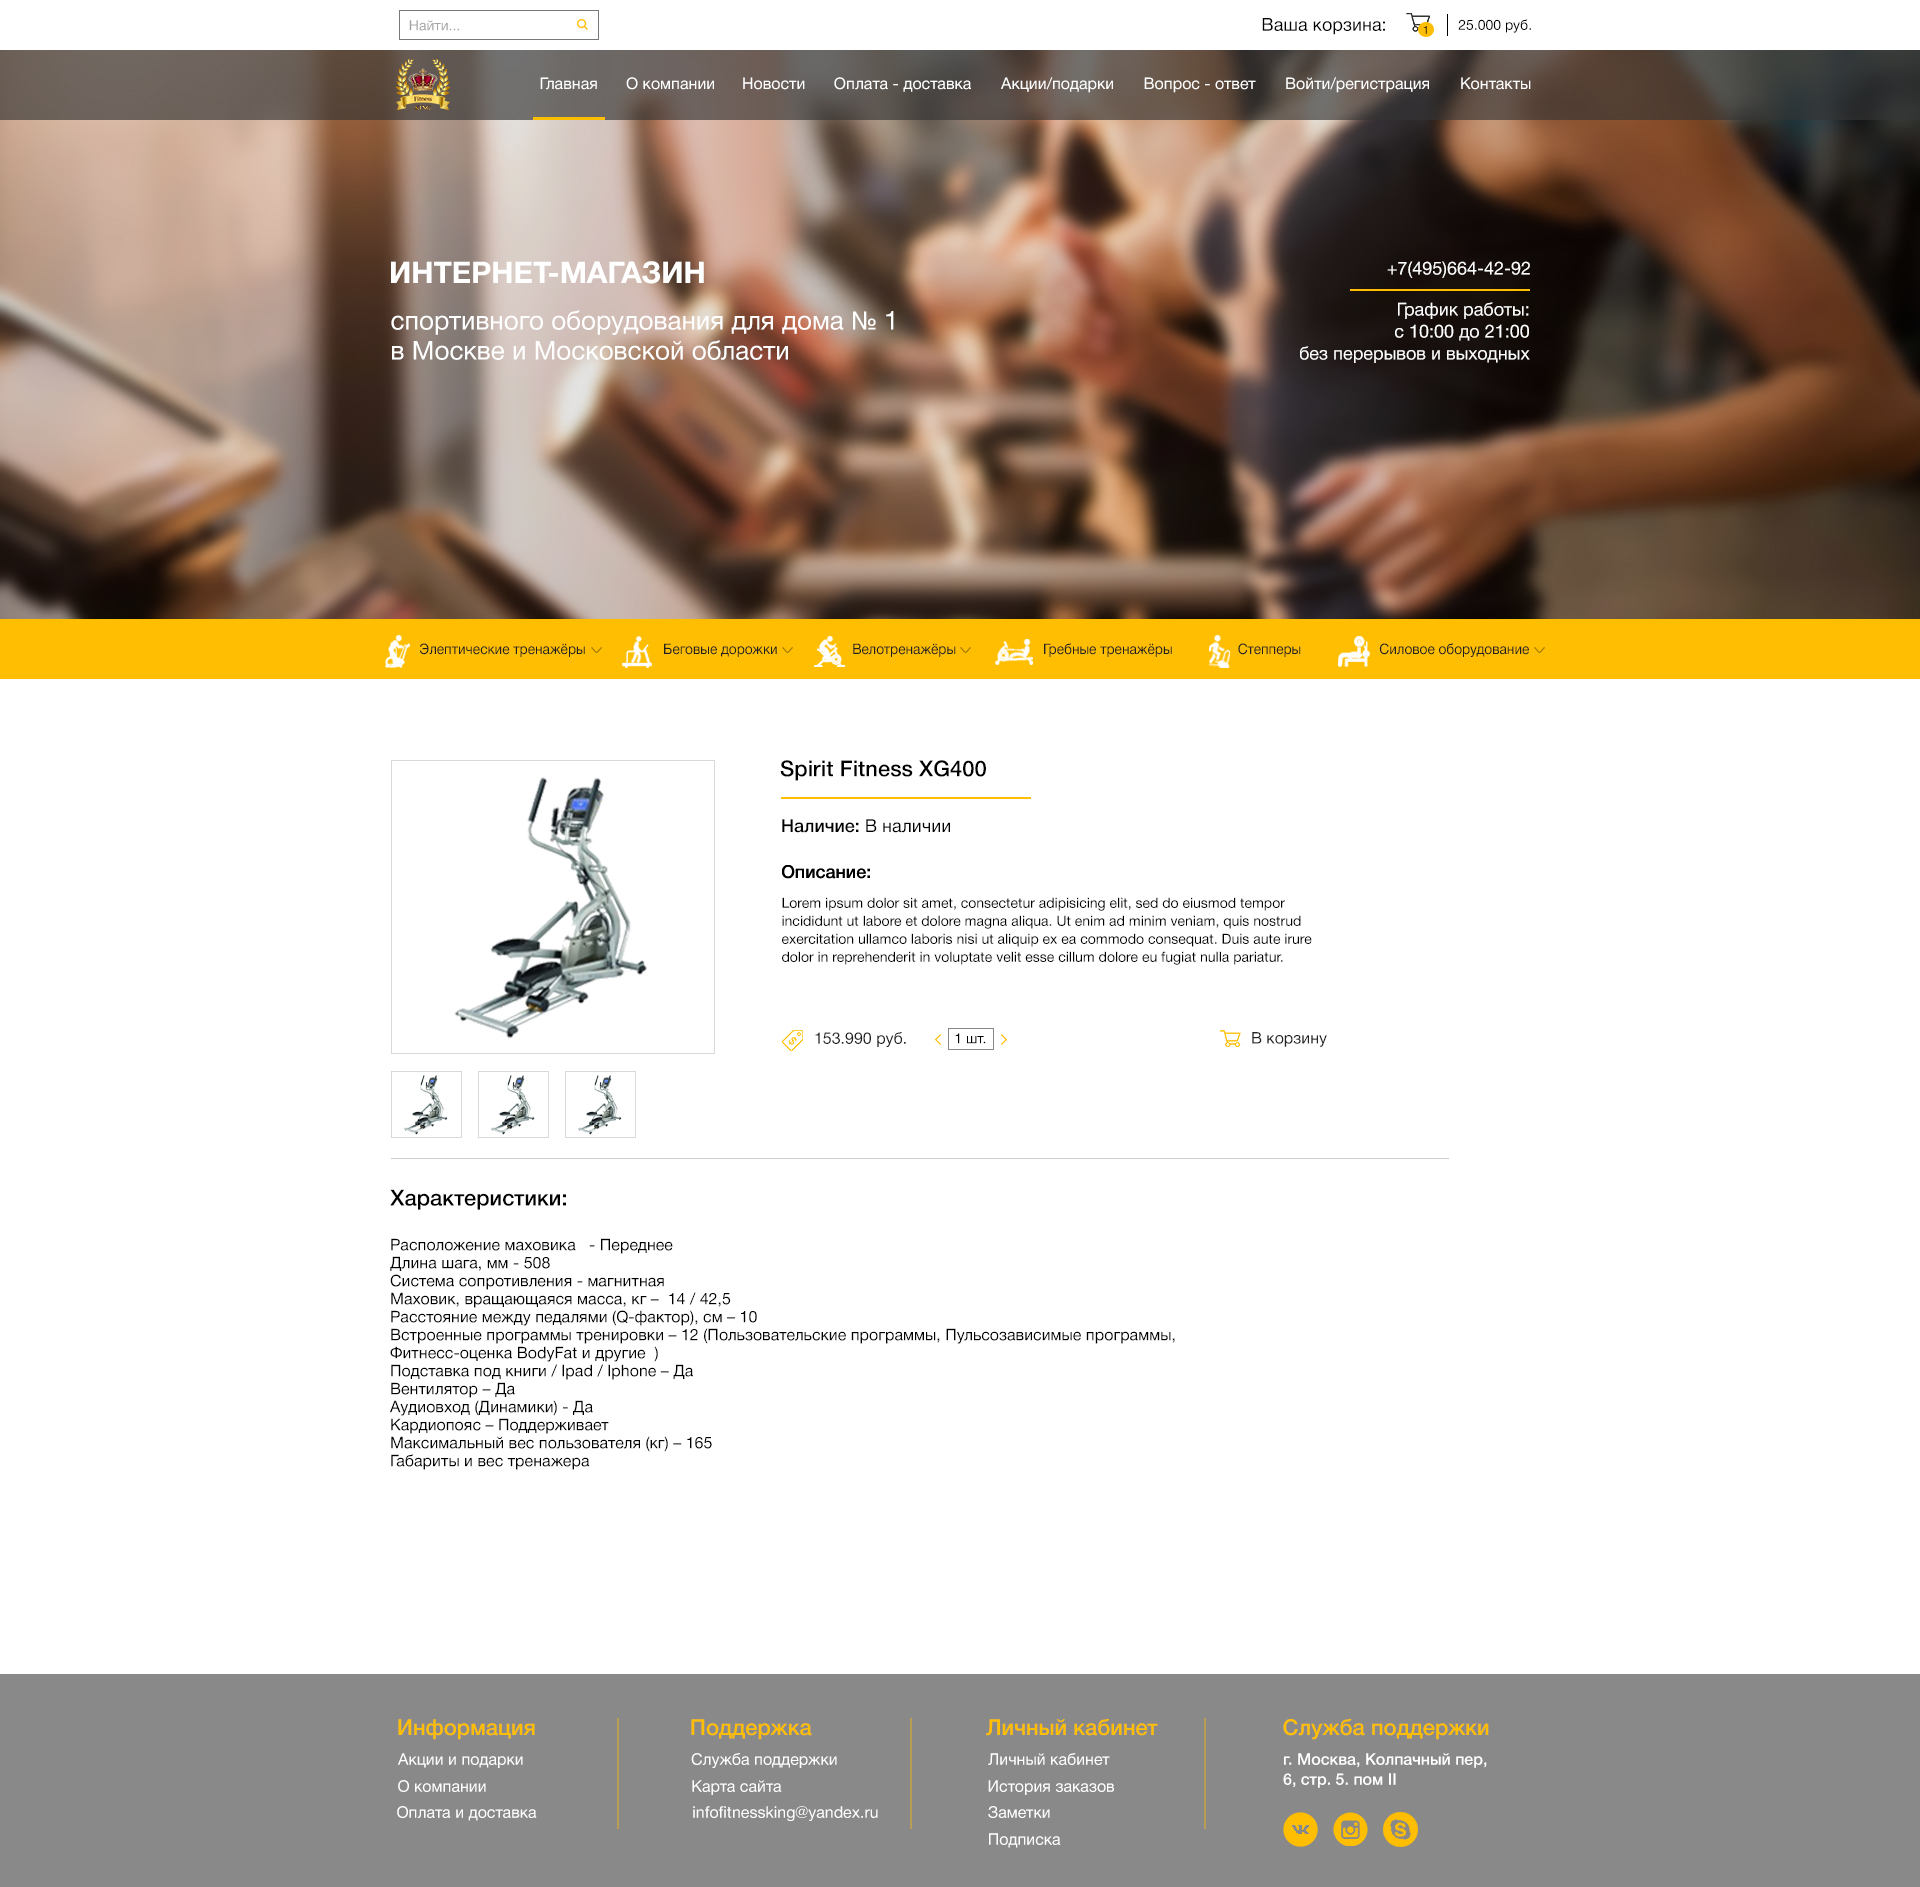 Найти...
Ваша корзина:
1
25.000 руб.
Fitness
KING
Главная
О компании
Новости
Оплата - доставка
Акции/подарки
Вопрос - ответ
Войти/регистрация
Контакты
ИНТЕРНЕТ-МАГАЗИН
спортивного оборудования для дома № 1
в Москве и Московской области
+7(495)664-42-92
График работы:
с 10:00 до 21:00
без перерывов и выходных
Элептические тренажёры
Беговые дорожки
Велотренажёры
Гребные тренажёры
Степперы
Силовое оборудование
Spirit Fitness XG400
Наличие: В наличии
Описание:
Lorem ipsum dolor sit amet, consectetur adipisicing elit, sed do eiusmod tempor
incididunt ut labore et dolore magna aliqua. Ut enim ad minim veniam, quis nostrud
exercitation ullamco laboris nisi ut aliquip ex ea commodo consequat. Duis aute irure
dolor in reprehenderit in voluptate velit esse cillum dolore eu fugiat nulla pariatur.
153.990 руб.
1 шт.
В корзину
Характеристики:
Расположение маховика - Переднее
Длина шага, мм - 508
Система сопротивления - магнитная
Маховик, вращающаяся масса, кг – 14 / 42,5
Расстояние между педалями (Q-фактор), см – 10
Встроенные программы тренировки – 12 (Пользовательские программы, Пульсозависимые программы,
Фитнесс-оценка BodyFat и другие )
Подставка под книги / Ipad / Iphone – Да
Вентилятор – Да
Аудиовход (Динамики) - Да
Кардиопояс – Поддерживает
Максимальный вес пользователя (кг) – 165
Габариты и вес тренажера
Информация
Акции и подарки
О компании
Оплата и доставка
Поддержка
Служба поддержки
Карта сайта
infofitnessking@yandex.ru
Личный кабинет
Личный кабинет
История заказов
Заметки
Подписка
Служба поддержки
г. Москва, Колпачный пер,
6, стр. 5. пом II